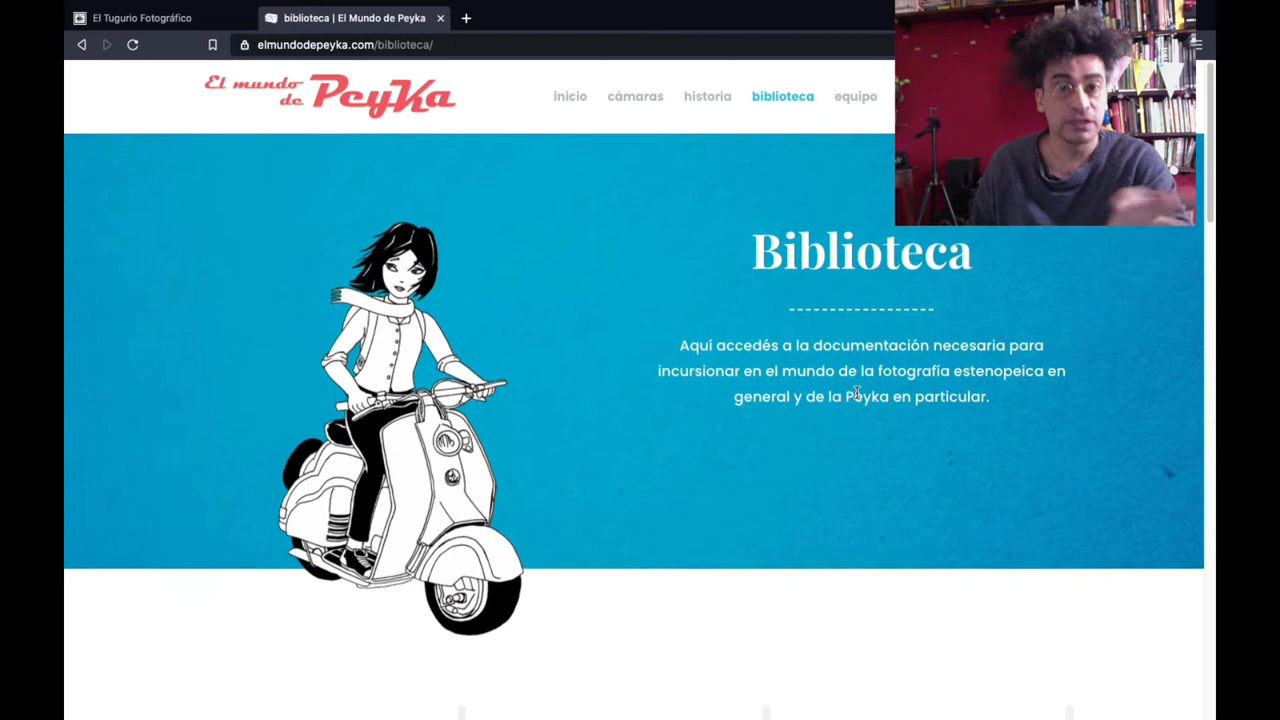 El Tugurio Fotográfico
biblioteca | El Mundo de Peyka
elmundodepeyka.com/biblioteca/
El mundo
de PeyKa
inicio cámaras historia biblioteca equipo
Biblioteca
Aquí accedés a la documentación necesaria para
incursionar en el mundo de la fotografía estenopeica en
general y de la Peyka en particular.